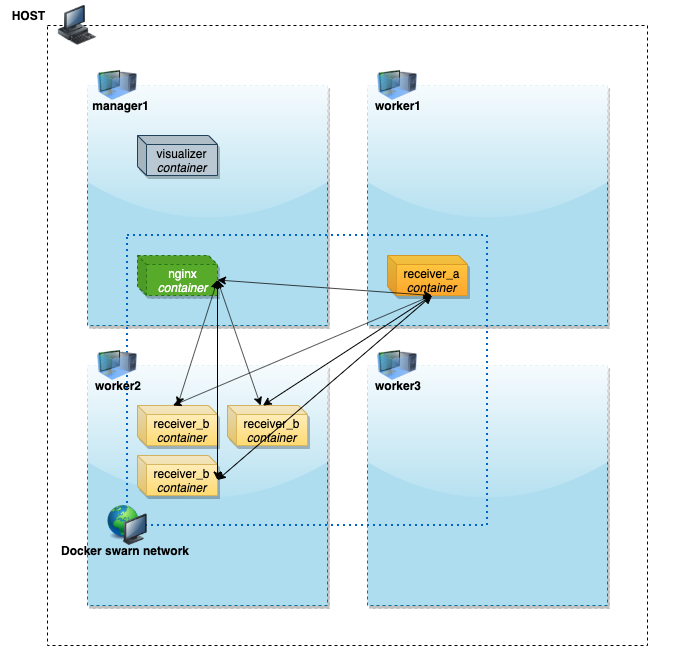 HOST
manager1
worker1
visualizer
container
nginx
container
receiver_a
container
worker2
worker3
receiver_b
container
receiver_b
container
receiver_b
container
Docker swarn network